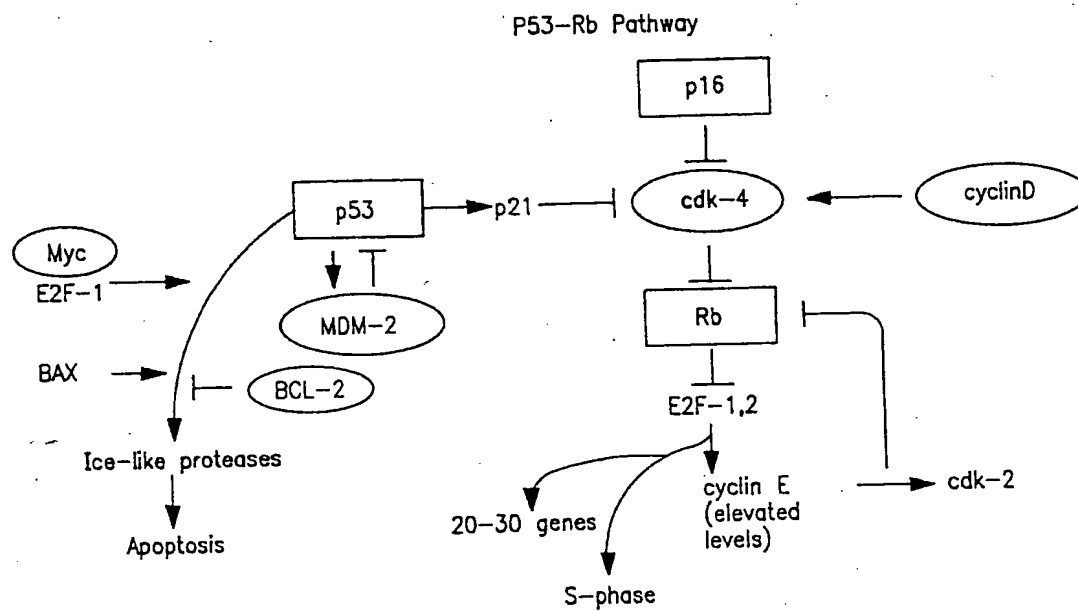 P53-Rb Pathway
p16
p53
p21
cdk-4
cyclinD
Myc
E2F-1
MDM-2
Rb
BAX
BCL-2
E2F-1,2
Ice-like proteases
20-30 genes
cyclin E
(elevated
levels)
cdk-2
Apoptosis
S-phase